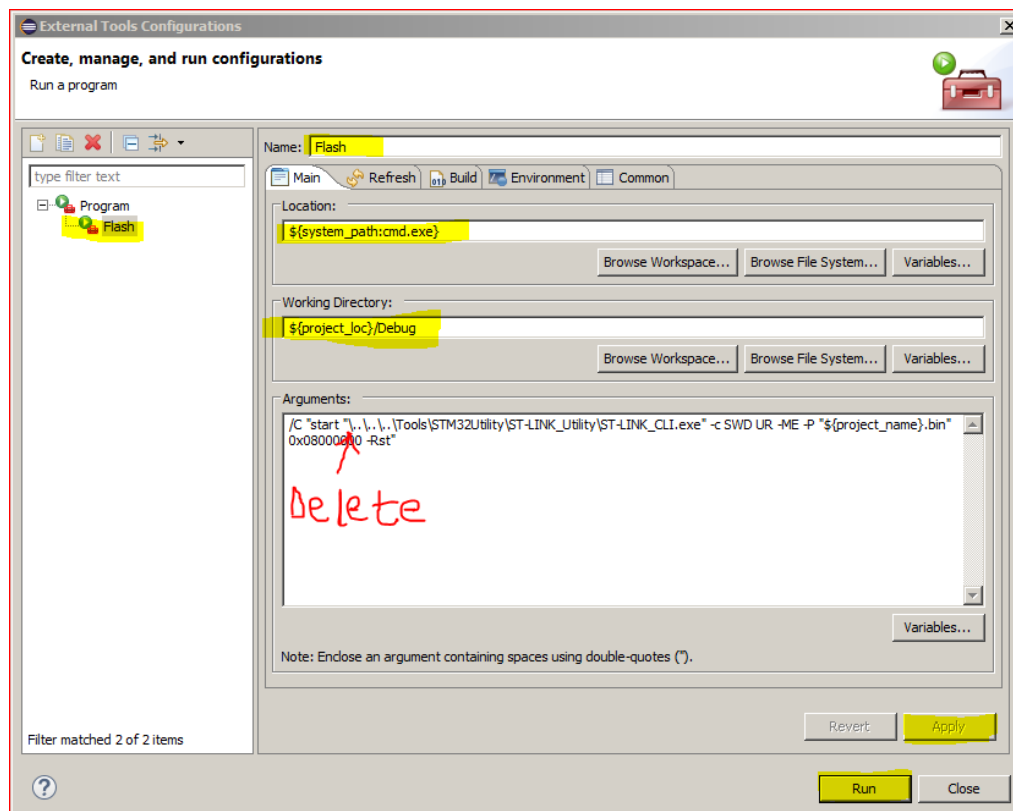 External Tools Configurations
Create, manage, and run configurations
Run a program
type filter text
Program
Flash
Filter matched 2 of 2 items
Name: Flash
Main Refresh Build Environment Common
Location:
${system_path:cmd.exe}
Browse Workspace... Browse File System... Variables...
Working Directory:
${project_loc}/Debug
Browse Workspace... Browse File System... Variables...
Arguments:
/C "start "\..\..\..\Tools\STM32Utility\ST-LINK_Utility\ST-LINK_CLI.exe" -c SWD UR -ME -P "${project_name}.bin"
0x08000000 -Rst"
Delete
Variables...
Note: Enclose an argument containing spaces using double-quotes (").
Revert Apply
Run Close